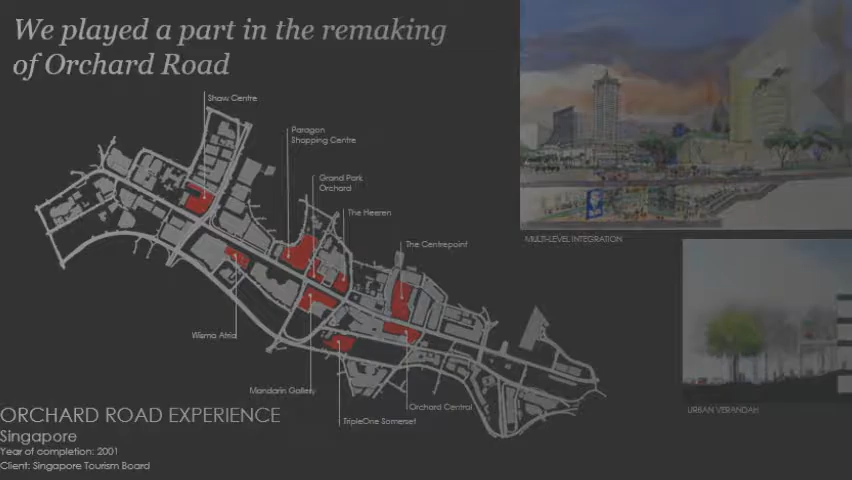 We played a part in the remaking
of Orchard Road
Shaw Centre
Paragon
Shopping Centre
Grand Park
Orchard
The Heeren
The Centrepoint
MULTI-LEVEL INTEGRATION
Wisma Atria
Mandarin Gallery
Orchard Central
TripleOne Somerset
URBAN VERANDAH
ORCHARD ROAD EXPERIENCE
Singapore
Year of completion: 2001
Client: Singapore Tourism Board